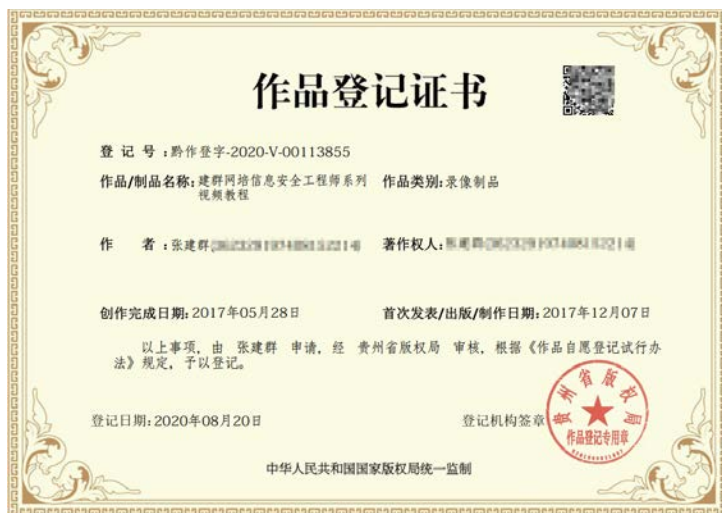 作品登记证书
登 记 号：黔作登字-2020-V-00113855
作品/制品名称：建群网培信息安全工程师系列 作品类别：录像制品
视频教程
作 者：张建群 著作权人：
创作完成日期：2017年05月28日 首次发表/出版/制作日期：2017年12月07日
以上事项，由 张建群 申请，经 贵州省版权局 审核，根据《作品自愿登记试行办
法》规定，予以登记。
登记日期：2020年08月20日 登记机构签章
贵州省版权局
作品登记专用章
中华人民共和国国家版权局统一监制